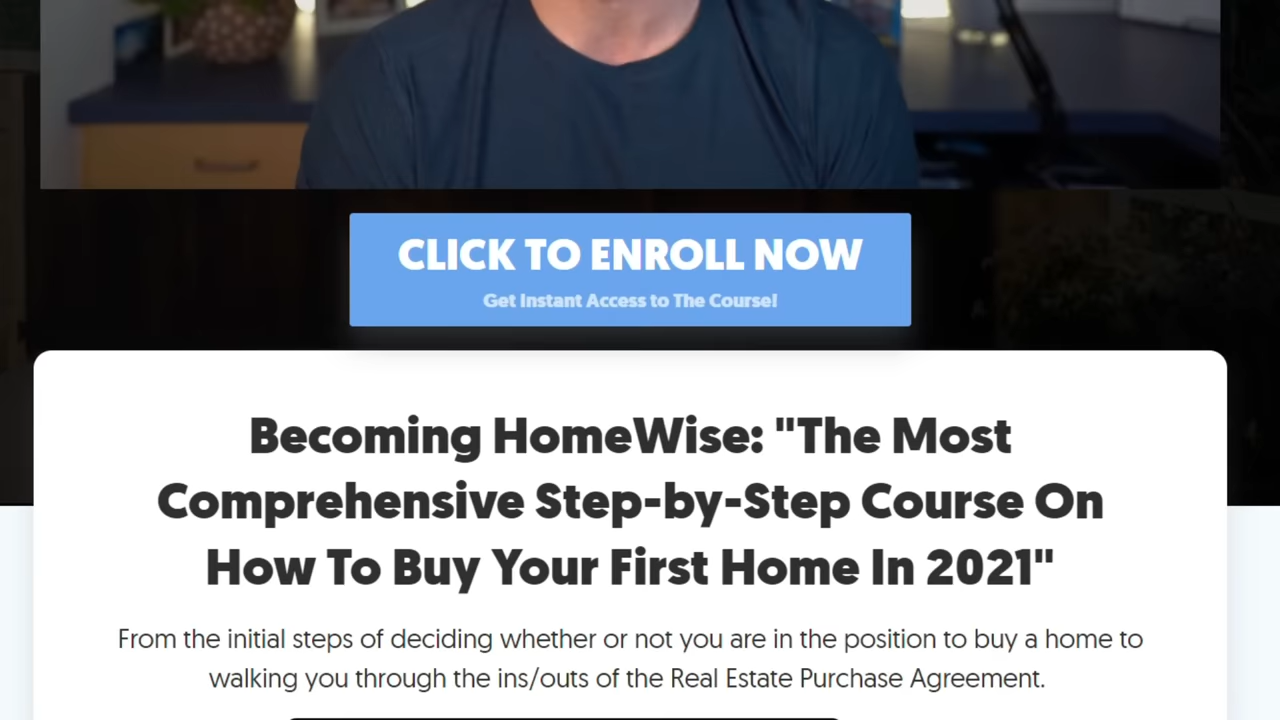 CLICK TO ENROLL NOW
Get Instant Access to The Course!
Becoming HomeWise: "The Most
Comprehensive Step-by-Step Course On
How To Buy Your First Home In 2021"
From the initial steps of deciding whether or not you are in the position to buy a home to
walking you through the ins/outs of the Real Estate Purchase Agreement.